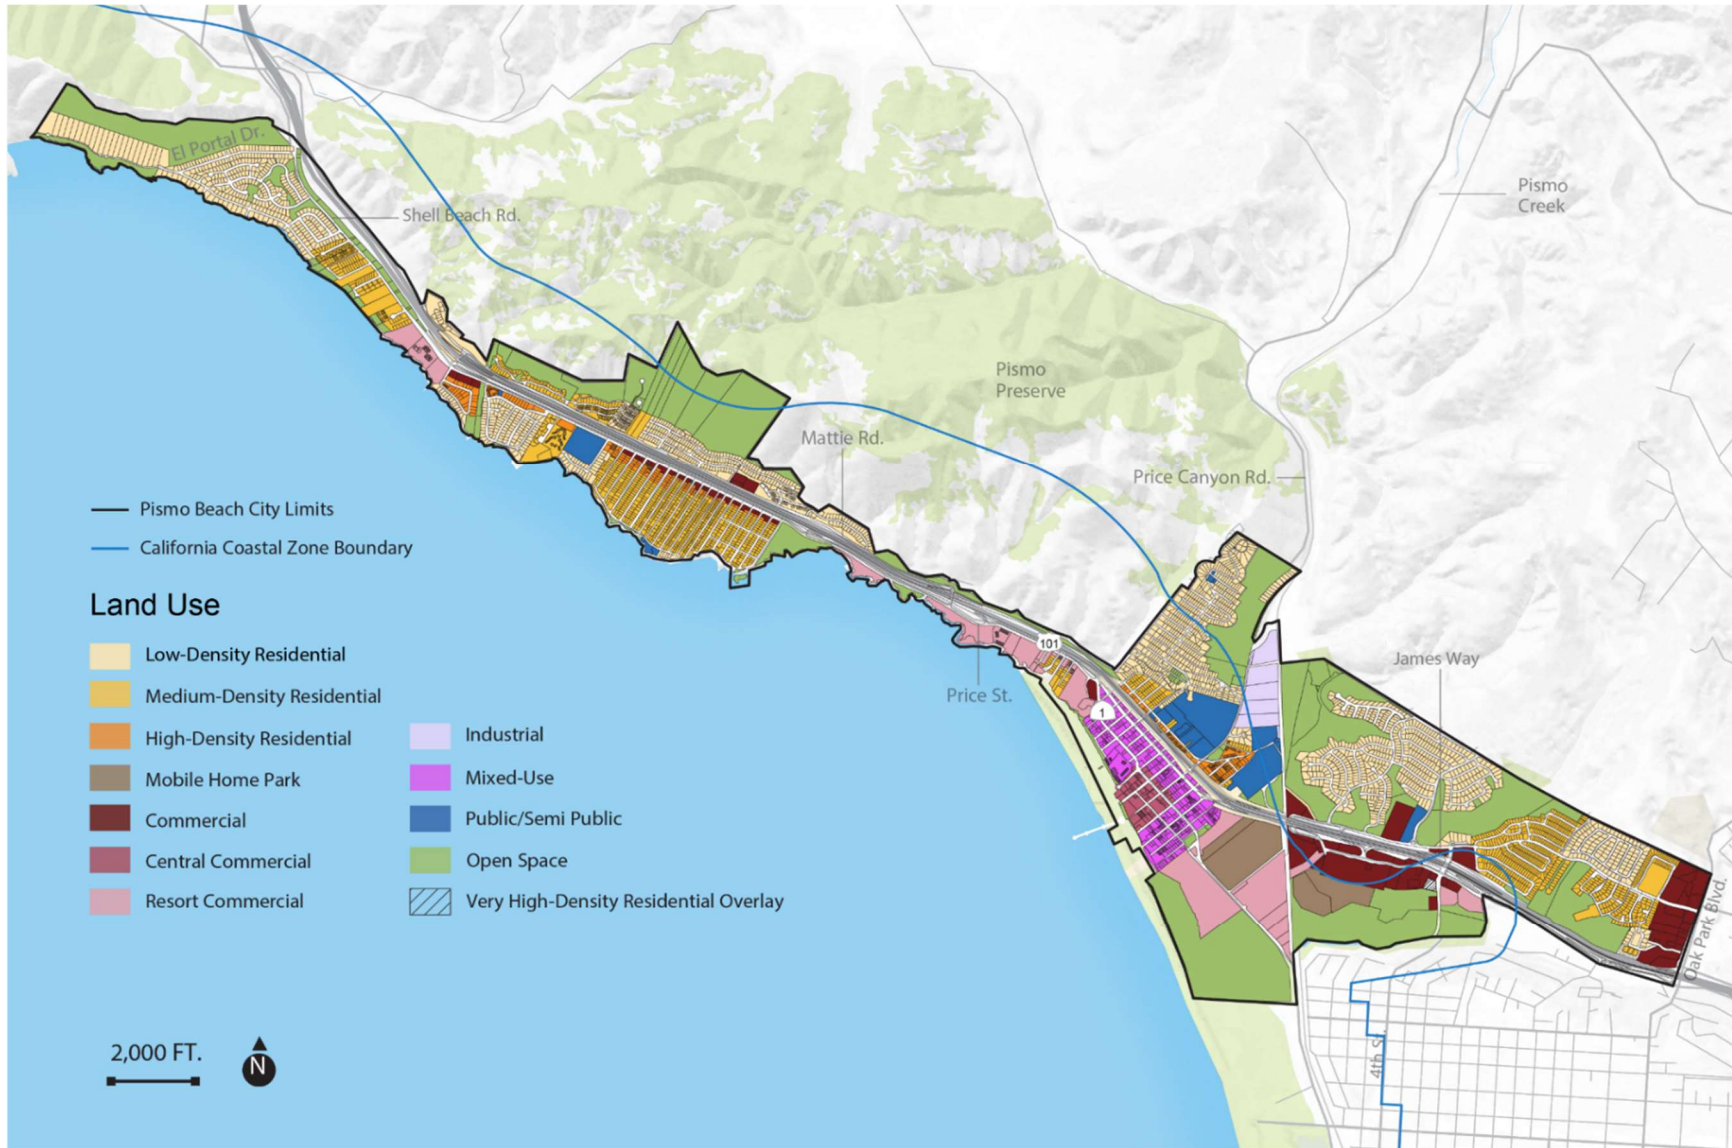 El Portal Dr.
Shell Beach Rd.
Pismo
Creek
Pismo
Preserve
Mattie Rd.
Price Canyon Rd.
Pismo Beach City Limits
California Coastal Zone Boundary
Land Use
Low-Density Residential
Medium-Density Residential
High-Density Residential
Mobile Home Park
Commercial
Central Commercial
Resort Commercial
Industrial
Mixed-Use
Public/Semi Public
Open Space
Very High-Density Residential Overlay
101
James Way
Price St.
1
Oak Park Blvd.
4th St.
2,000 FT.
N